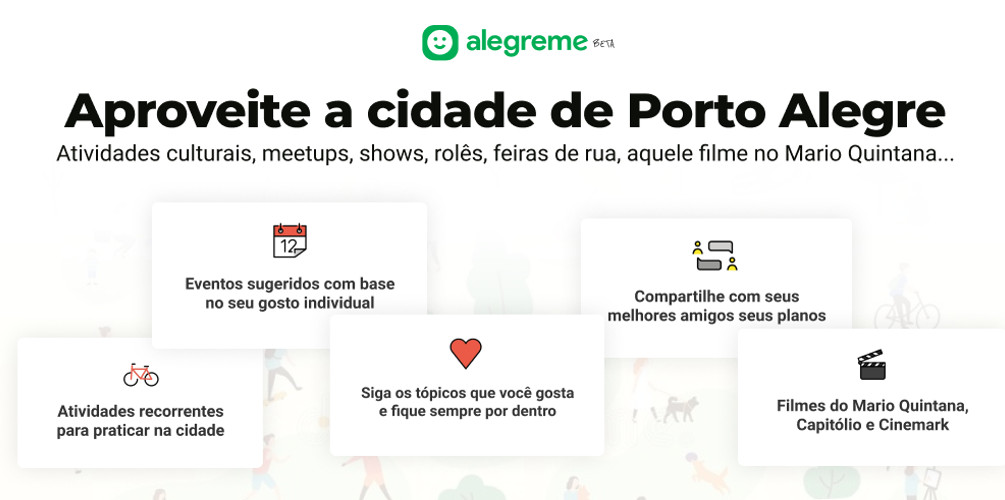 alegreme BETA
Aproveite a cidade de Porto Alegre
Atividades culturais, meetups, shows, rolês, feiras de rua, aquele filme no Mario Quintana...
12
Eventos sugeridos com base
no seu gosto individual
Compartilhe com seus
melhores amigos seus planos
Atividades recorrentes
para praticar na cidade
Siga os tópicos que você gosta
e fique sempre por dentro
Filmes do Mario Quintana,
Capitólio e Cinemark